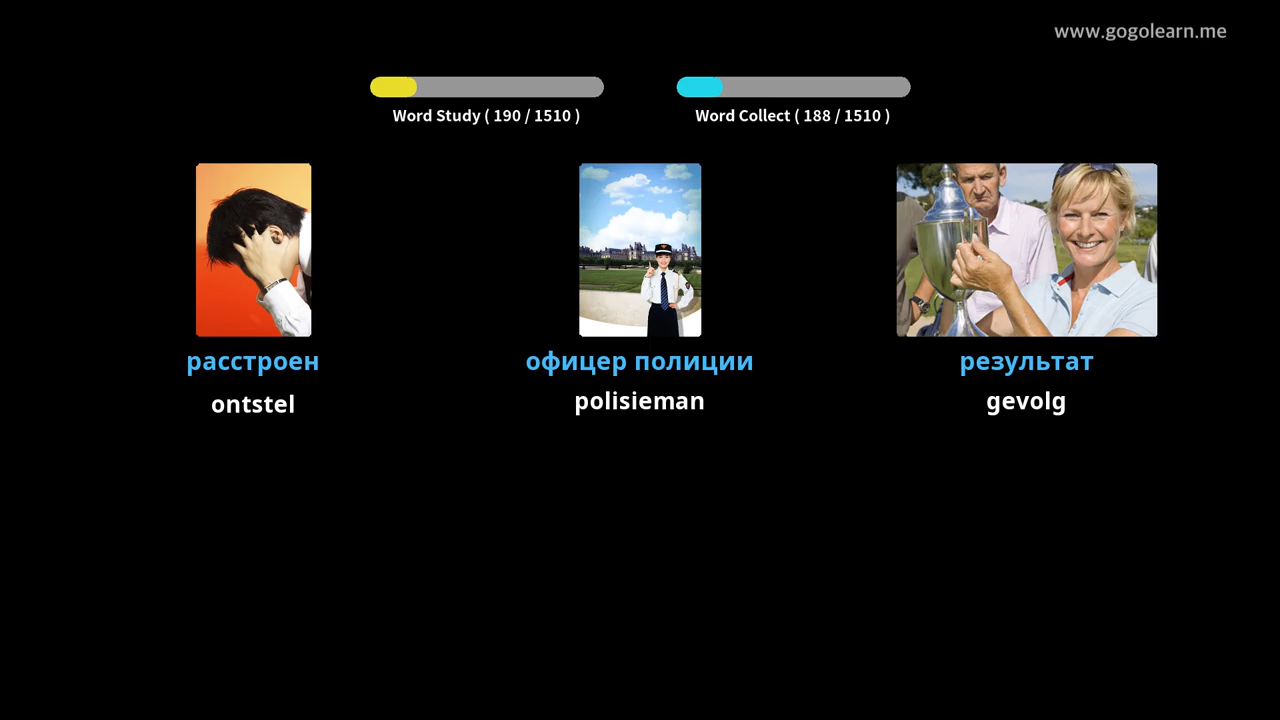 www.gogolearn.me
Word Study ( 190 / 1510 )
Word Collect ( 188 / 1510 )
расстроен
офицер полиции
результат
ontstel
polisieman
gevolg